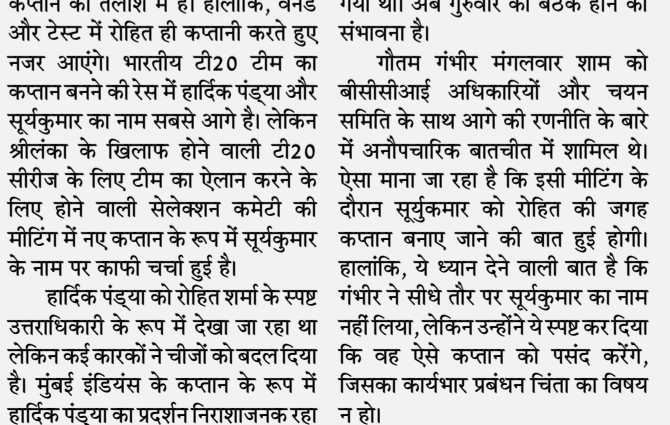 कप्तान की तलाश में है। हालांकि, वनडे
और टेस्ट में रोहित ही कप्तानी करते हुए
नजर आएंगे। भारतीय टी20 टीम का
कप्तान बनने की रेस में हार्दिक पंड्या और
सूर्यकुमार का नाम सबसे आगे है। लेकिन
श्रीलंका के खिलाफ होने वाली टी20
सीरीज के लिए टीम का ऐलान करने के
लिए होने वाली सेलेक्शन कमेटी की
मीटिंग में नए कप्तान के रूप में सूर्यकुमार
के नाम पर काफी चर्चा हुई है।
हार्दिक पंड्या को रोहित शर्मा के स्पष्ट
उत्तराधिकारी के रूप में देखा जा रहा था
लेकिन कई कारकों ने चीजों को बदल दिया
है। मुंबई इंडियंस के कप्तान के रूप में
हार्दिक पंड्या का प्रदर्शन निराशाजनक रहा
गया था। अब गुरुवार को बैठक होने की
संभावना है।
गौतम गंभीर मंगलवार शाम को
बीसीसीआई अधिकारियों और चयन
समिति के साथ आगे की रणनीति के बारे
में अनौपचारिक बातचीत में शामिल थे।
ऐसा माना जा रहा है कि इसी मीटिंग के
दौरान सूर्युकमार को रोहित की जगह
कप्तान बनाए जाने की बात हुई होगी।
हालांकि, ये ध्यान देने वाली बात है कि
गंभीर ने सीधे तौर पर सूर्यकुमार का नाम
नहीं लिया, लेकिन उन्होंने ये स्पष्ट कर दिया
कि वह ऐसे कप्तान को पसंद करेंगे,
जिसका कार्यभार प्रबंधन चिंता का विषय
न हो।